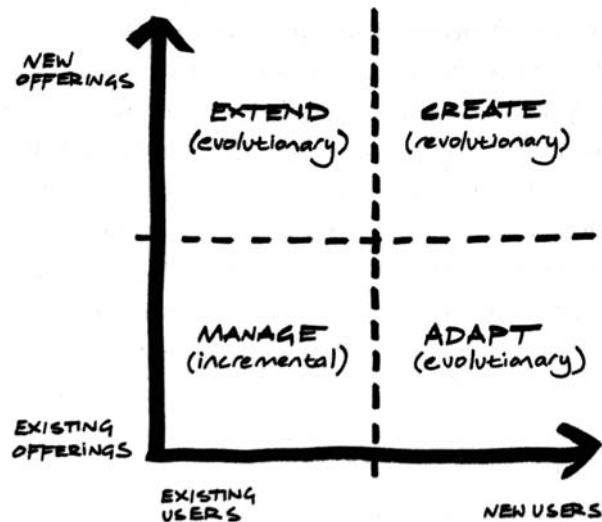 NEW
OFFERINGS
EXTEND
(evolutionary)
CREATE
(revolutionary)
MANAGE
(incremental)
ADAPT
(evolutionary)
EXISTING
OFFERINGS
EXISTING
USERS
NEW USERS